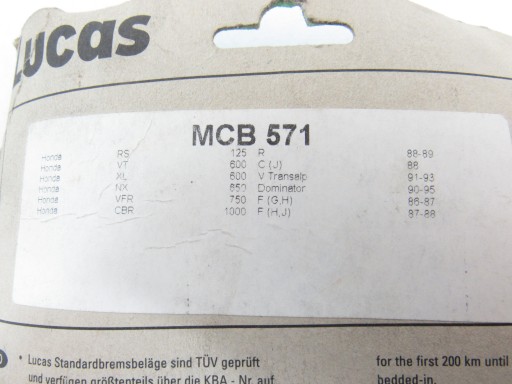 Lucas
MCB 571
Honda RS 125 R 88-89
Honda VT 600 C (J) 88
Honda XL 600 V Transalp 91-93
Honda NX 650 Dominator 90-95
Honda VFR 750 F (G,H) 86-87
Honda CBR 1000 F (H,J) 87-88
* Lucas Standardbremsbeläge sind TÜV geprüft
und verfügen größtenteils über die KBA - Nr. auf
for the first 200 km until
bedded-in.